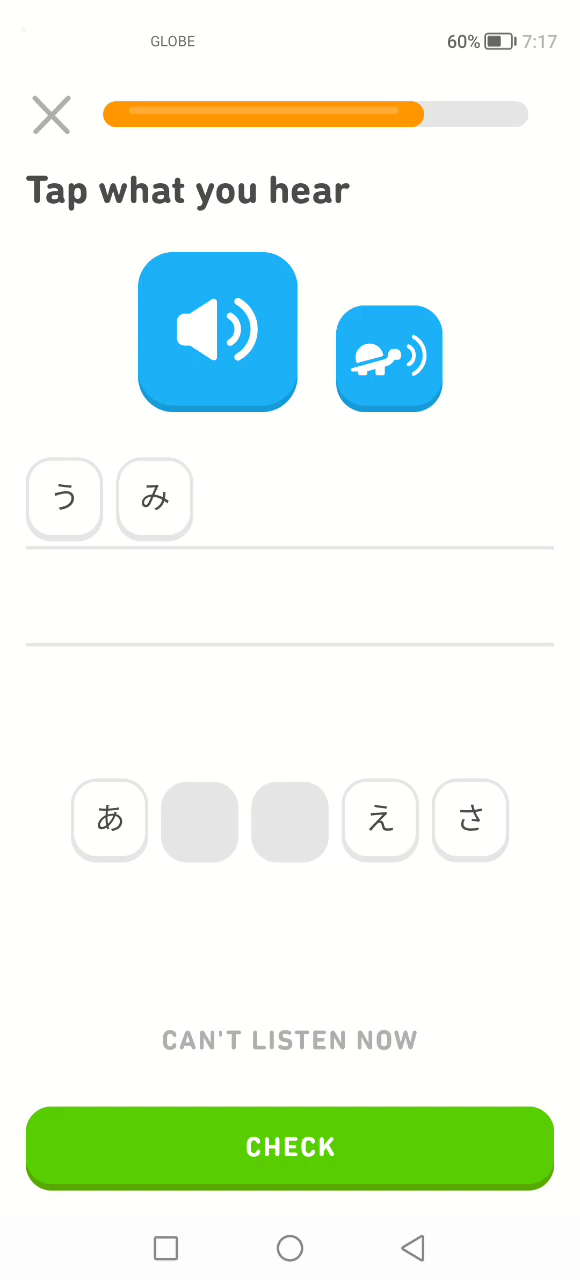 GLOBE 60% 7:17
Tap what you hear
う み
あ え さ
CAN'T LISTEN NOW
CHECK